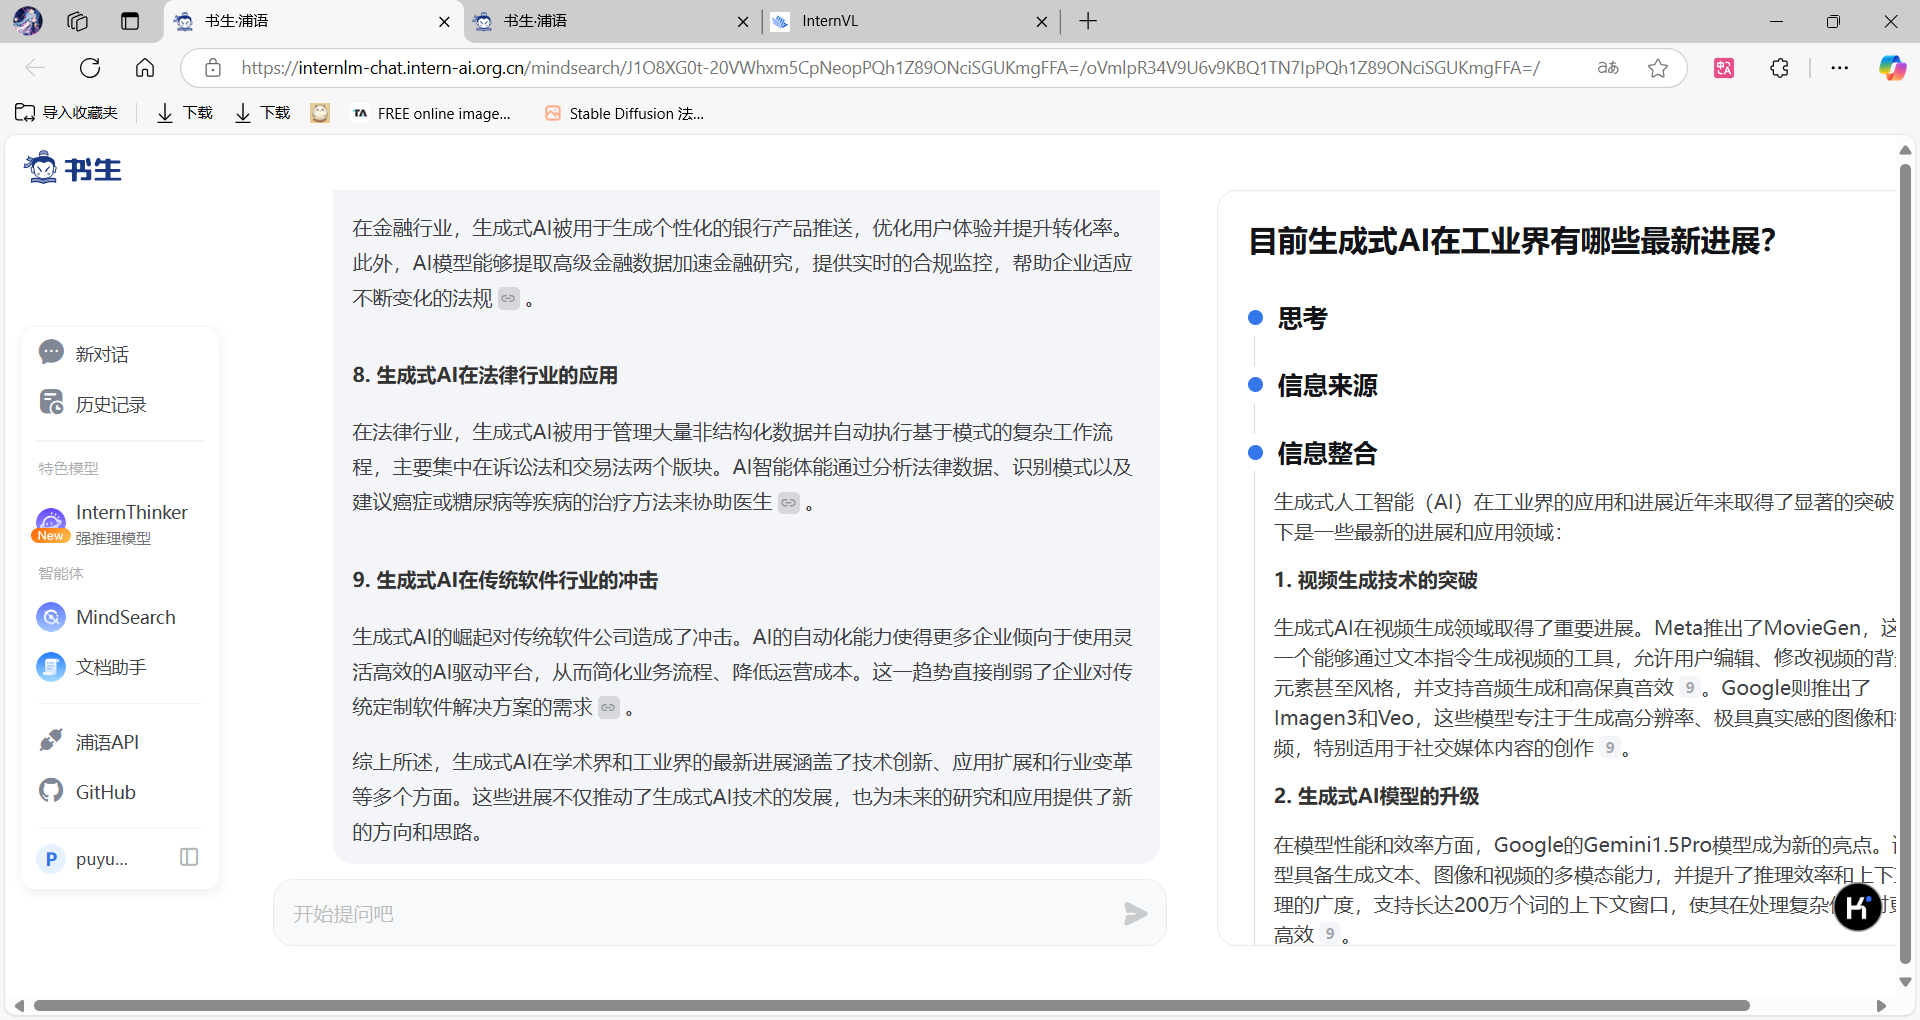 书生·浦语
书生·浦语
InternVL
https://internlm-chat.intern-ai.org.cn/mindsearch/J1O8XG0t-20VWhxm5CpNeopPQh1Z89ONciSGUKmgFFA=/oVmlpR34V9U6v9KBQ1TN7IpPQh1Z89ONciSGUKmgFFA=/
导入收藏夹
下载
下载
FREE online image...
Stable Diffusion 法...
书生
新对话
历史记录
特色模型
InternThinker
New
强推理模型
智能体
MindSearch
文档助手
浦语API
GitHub
P
puyu...
在金融行业，生成式AI被用于生成个性化的银行产品推送，优化用户体验并提升转化率。
此外，AI模型能够提取高级金融数据加速金融研究，提供实时的合规监控，帮助企业适应
不断变化的法规 。
8. 生成式AI在法律行业的应用
在法律行业，生成式AI被用于管理大量非结构化数据并自动执行基于模式的复杂工作流
程，主要集中在诉讼法和交易法两个版块。AI智能体能通过分析法律数据、识别模式以及
建议癌症或糖尿病等疾病的治疗方法来协助医生 。
9. 生成式AI在传统软件行业的冲击
生成式AI的崛起对传统软件公司造成了冲击。AI的自动化能力使得更多企业倾向于使用灵
活高效的AI驱动平台，从而简化业务流程、降低运营成本。这一趋势直接削弱了企业对传
统定制软件解决方案的需求 。
综上所述，生成式AI在学术界和工业界的最新进展涵盖了技术创新、应用扩展和行业变革
等多个方面。这些进展不仅推动了生成式AI技术的发展，也为未来的研究和应用提供了新
的方向和思路。
开始提问吧
目前生成式AI在工业界有哪些最新进展?
思考
信息来源
信息整合
生成式人工智能（AI）在工业界的应用和进展近年来取得了显著的突破
下是一些最新的进展和应用领域：
1. 视频生成技术的突破
生成式AI在视频生成领域取得了重要进展。Meta推出了MovieGen，这
一个能够通过文本指令生成视频的工具，允许用户编辑、修改视频的背
元素甚至风格，并支持音频生成和高保真音效 9 。Google则推出了
Imagen3和Veo，这些模型专注于生成高分辨率、极具真实感的图像和
频，特别适用于社交媒体内容的创作 9 。
2. 生成式AI模型的升级
在模型性能和效率方面，Google的Gemini1.5Pro模型成为新的亮点。
型具备生成文本、图像和视频的多模态能力，并提升了推理效率和上下
理的广度，支持长达200万个词的上下文窗口，使其在处理复杂
高效 9 。
K